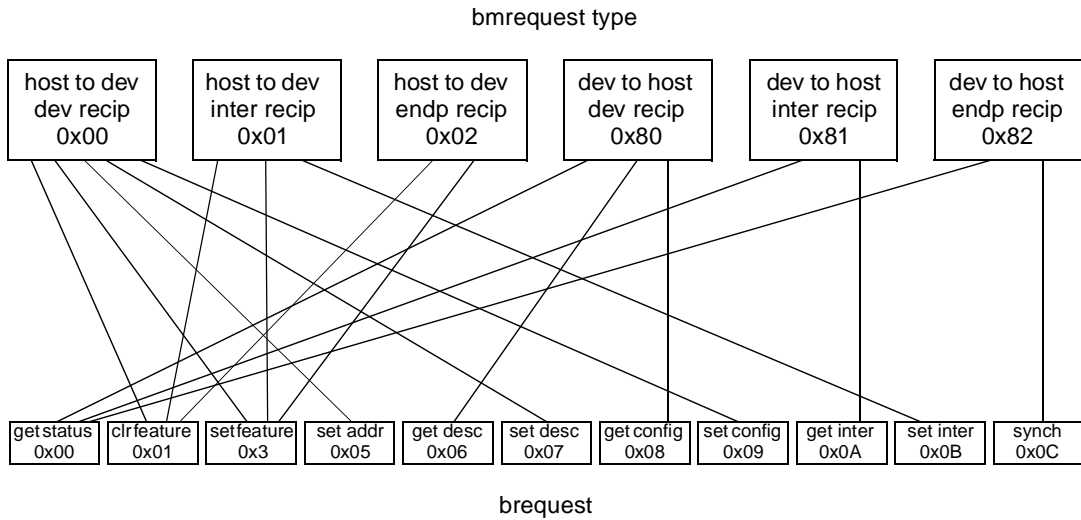 bmrequest type
host to dev
dev recip
0x00
host to dev
inter recip
0x01
host to dev
endp recip
0x02
dev to host
dev recip
0x80
dev to host
inter recip
0x81
dev to host
endp recip
0x82
get status
0x00
clr feature
0x01
set feature
0x3
set addr
0x05
get desc
0x06
set desc
0x07
get config
0x08
set config
0x09
get inter
0x0A
set inter
0x0B
synch
0x0C
brequest